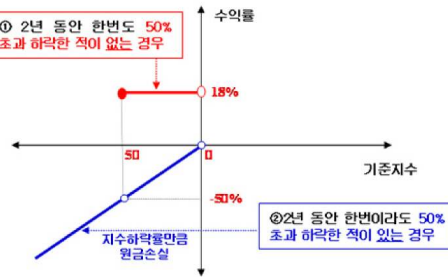 ① 2년 동안 한번도 50%
초과 하락한 적이 없는 경우
수익률
18%
50
0
기준지수
-50%
지수하락률만큼
원금손실
②2년 동안 한번이라도 50%
초과 하락한 적이 있는 경우